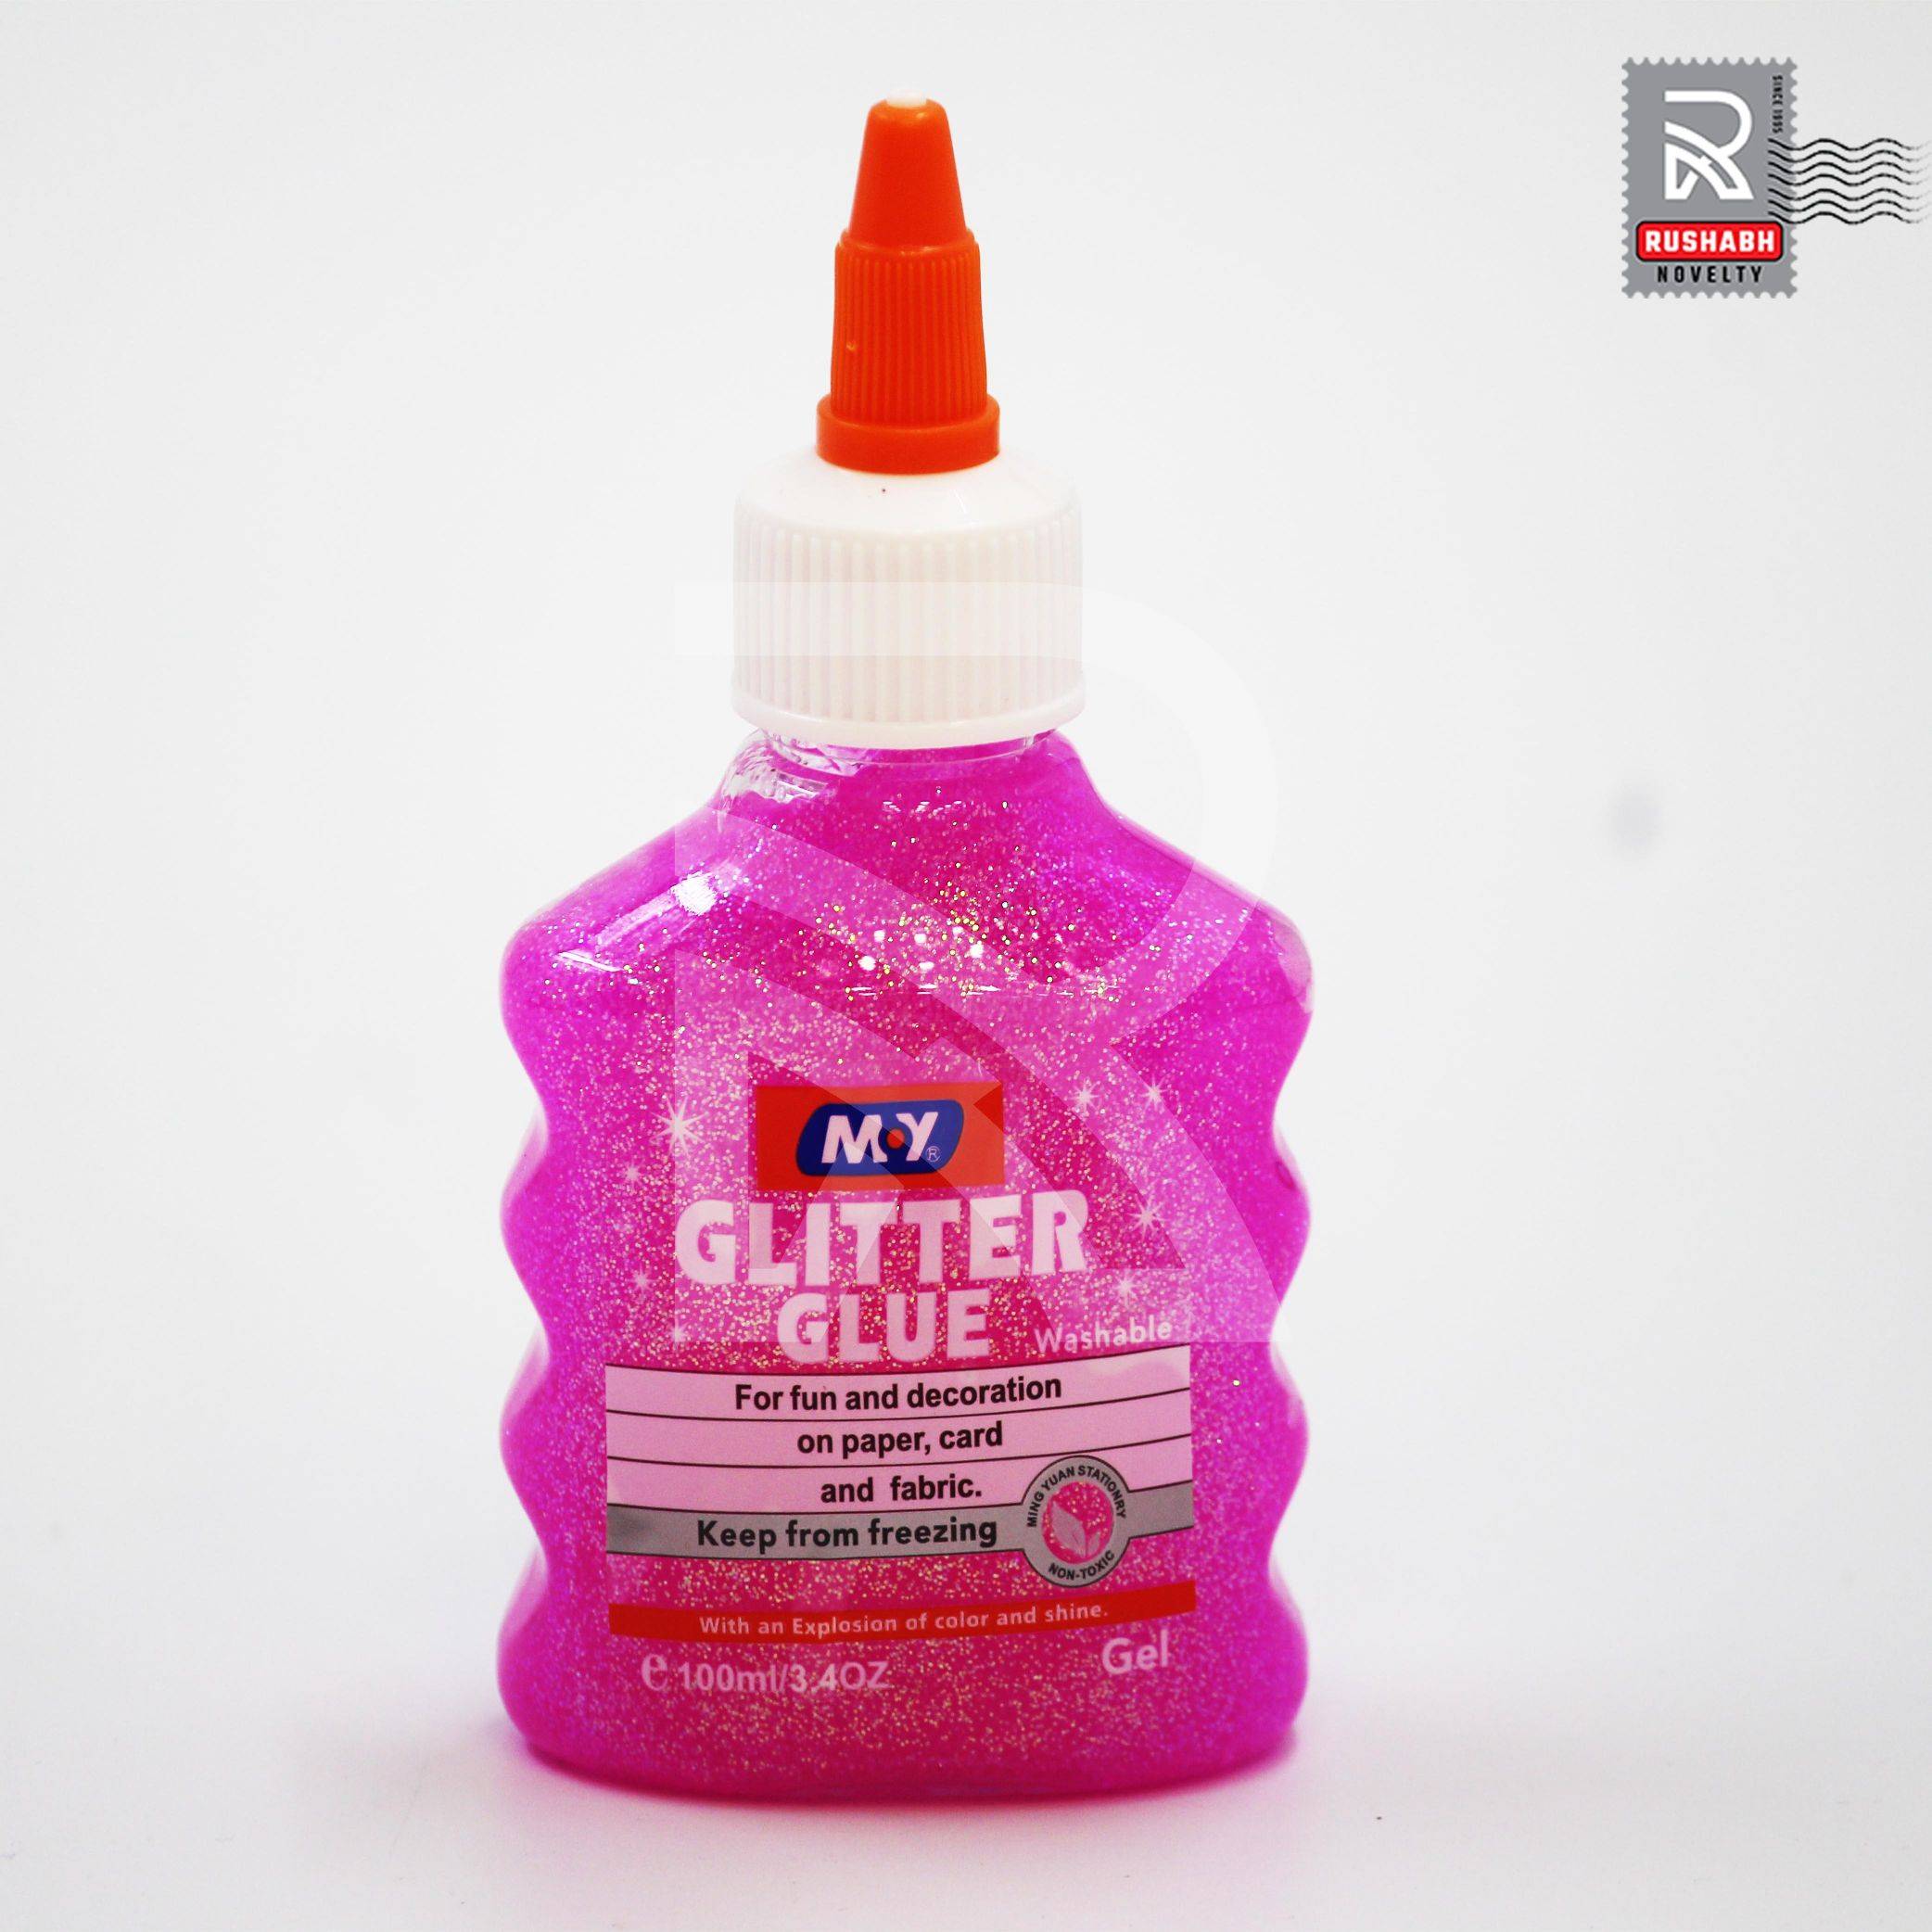 SINCE 1995
RUSHABH
NOVELTY
M•Y®
GLITTER
GLUE
Washable
For fun and decoration
on paper, card
and fabric.
Keep from freezing
MING YUAN STATIONRY
NON-TOXIC
With an Explosion of color and shine.
e 100ml/3.4OZ
Gel